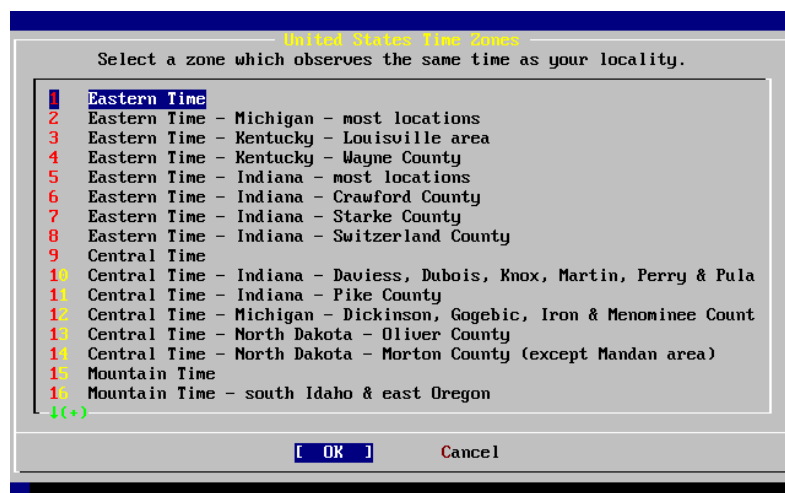 United States Time Zones
Select a zone which observes the same time as your locality.
1 Eastern Time
2 Eastern Time - Michigan - most locations
3 Eastern Time - Kentucky - Louisville area
4 Eastern Time - Kentucky - Wayne County
5 Eastern Time - Indiana - most locations
6 Eastern Time - Indiana - Crawford County
7 Eastern Time - Indiana - Starke County
8 Eastern Time - Indiana - Switzerland County
9 Central Time
10 Central Time - Indiana - Daviess, Dubois, Knox, Martin, Perry & Pula
11 Central Time - Indiana - Pike County
12 Central Time - Michigan - Dickinson, Gogebic, Iron & Menominee Count
13 Central Time - North Dakota - Oliver County
14 Central Time - North Dakota - Morton County (except Mandan area)
15 Mountain Time
16 Mountain Time - south Idaho & east Oregon
↓(+)
[ OK ] Cancel